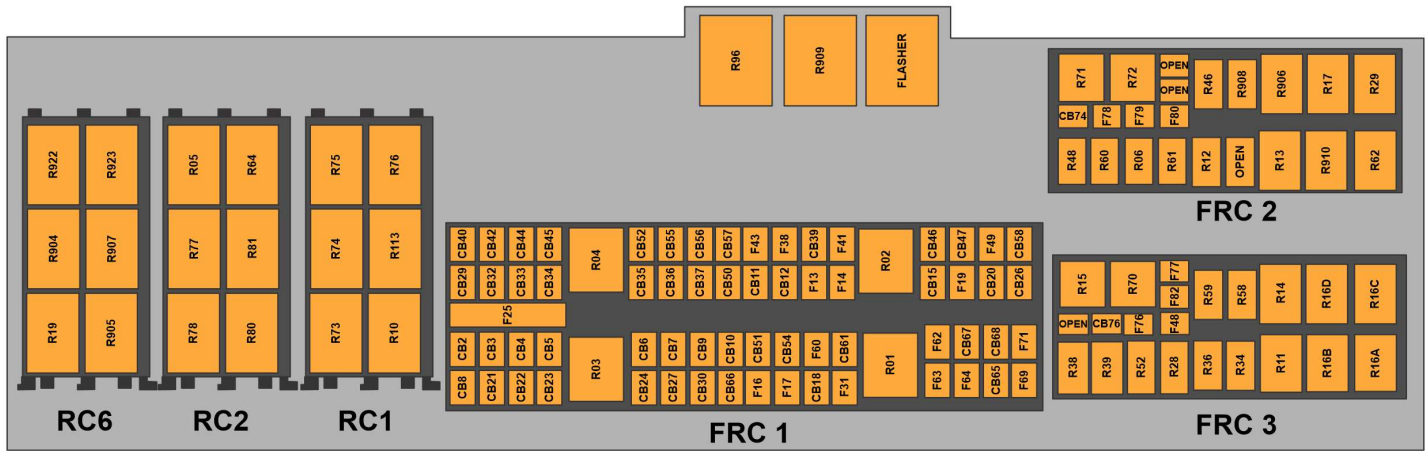 R96 R909 FLASHER
R922 R923
R904 R907
R19 R905
RC6
R05 R64
R77 R81
R78 R80
RC2
R75 R76
R74 R113
R73 R10
RC1
CB40 CB42 CB44 CB45 R04 CB52 CB55 CB56 CB57 F43 F38 CB39 F41 R02 CB46 CB47 F49 CB58
CB29 CB32 CB33 CB34 CB35 CB36 CB37 CB50 CB11 CB12 F13 F14 CB15 F19 CB20 CB26
F25
CB2 CB3 CB4 CB5 R03 CB6 CB7 CB9 CB10 CB51 CB54 F60 CB61 R01 F62 CB67 CB68 F71
CB8 CB21 CB22 CB23 CB24 CB27 CB30 CB66 F16 F17 CB18 F31 F63 F64 CB65 F69
FRC 1
R71 R72 OPEN R46 R908 R906 R17 R29
OPEN
CB74 F78 F79 F80
R48 R60 R06 R61 R12 OPEN R13 R910 R62
FRC 2
R15 R70 F77 R59 R58 R14 R16D R16C
F82
OPEN CB76 F76 F48
R38 R39 R52 R28 R36 R34 R11 R16B R16A
FRC 3